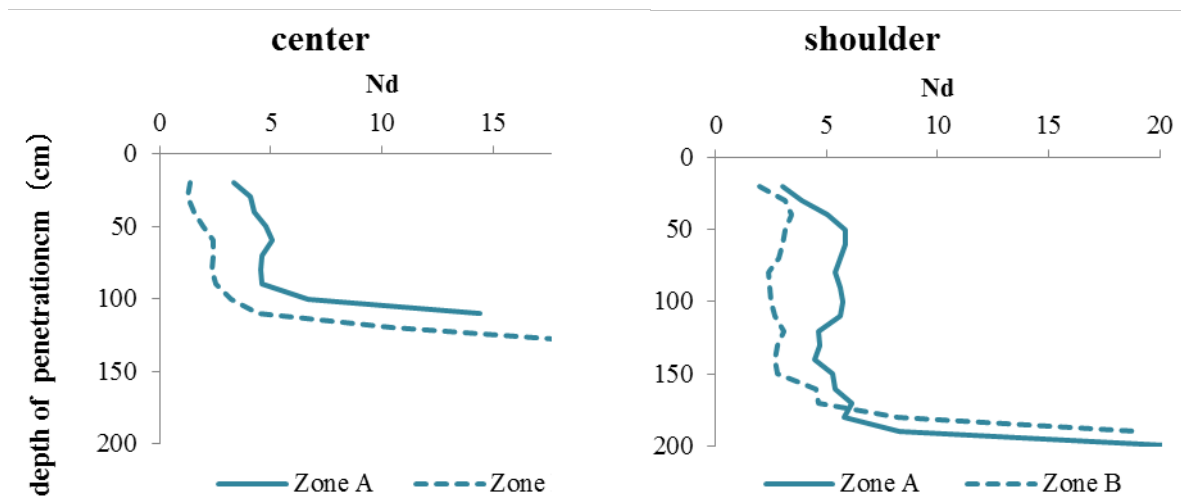 center
Nd
0 5 10 15
0
50
100
150
200
depth of penetrationcm (cm)
Zone A Zone
shoulder
Nd
0 5 10 15 20
0
50
100
150
200
Zone A Zone B